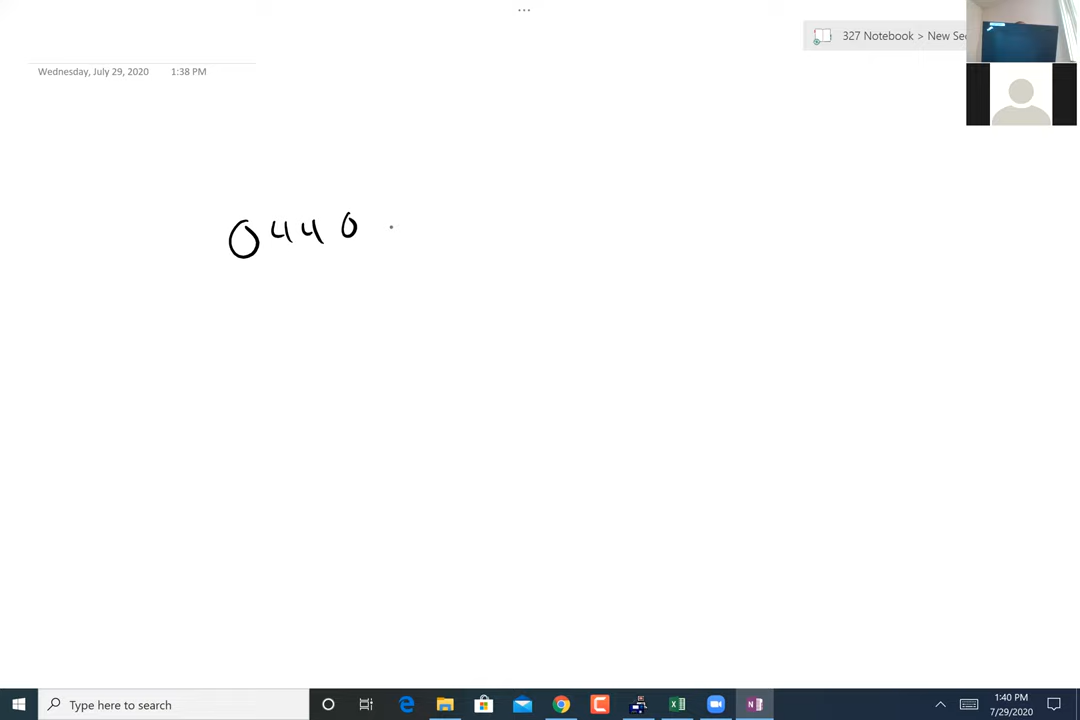 ...
327 Notebook > New Sec
Wednesday, July 29, 2020 1:38 PM
0440
Type here to search
1:40 PM
7/29/2020